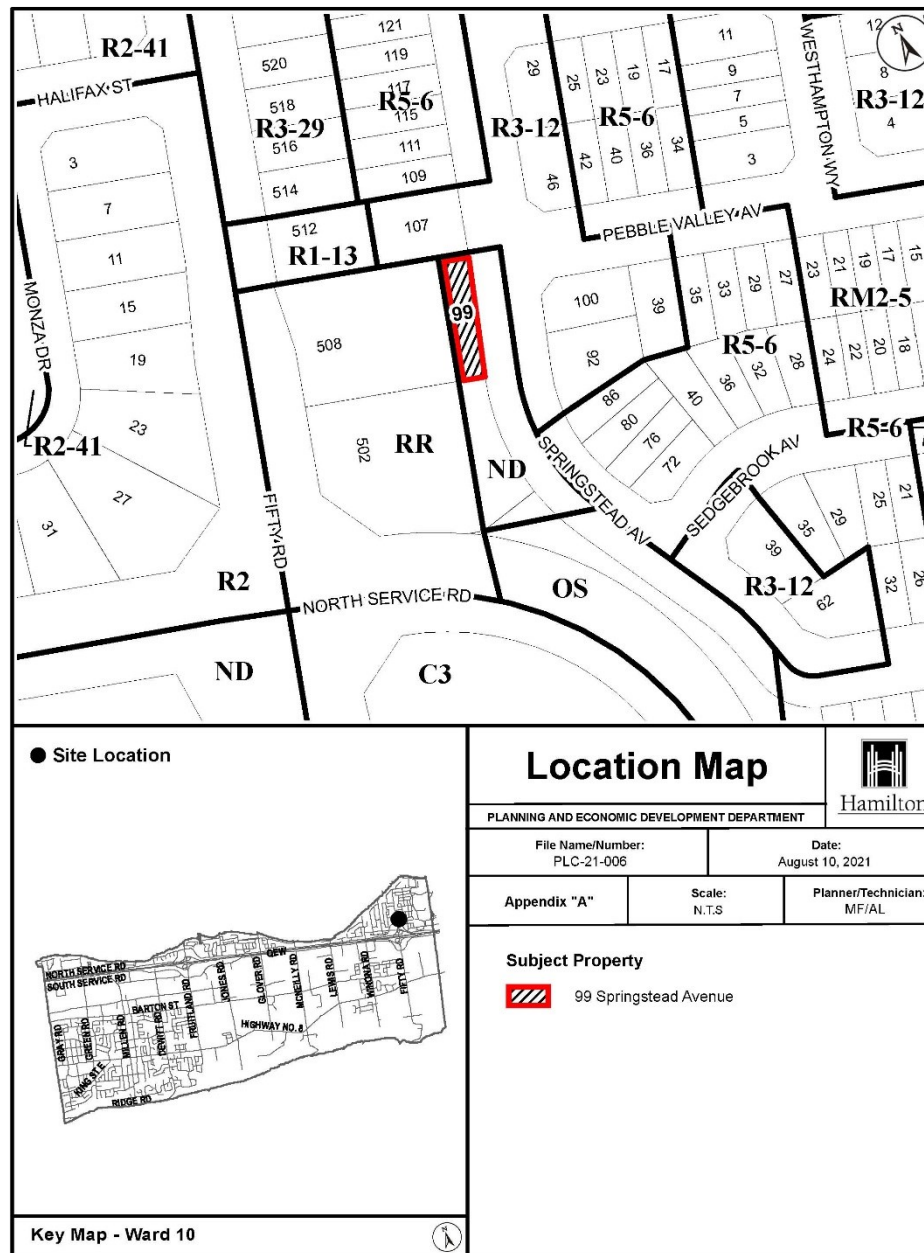 R2-41
HALIFAX ST
3
7
11
15
19
23
27
31
MONZA DR
R2-41
520
518
516
514
R3-29
121
119
117
R5-6
115
111
109
512
R1-13
107
R3-12
29
46
25
23
19
17
R5-6
42
40
36
34
11
9
7
5
3
WESTHAMPTON WY
12
8
R3-12
4
N
PEBBLE VALLEY AV
99
508
502
RR
ND
FIFTY RD
R2
NORTH SERVICE RD
ND
C3
OS
100
92
39
86
80
76
72
40
36
32
28
35
33
29
27
R5-6
23
21
19
17
15
RM2-5
24
22
20
18
R5-6
SPRINGSTEAD AV
SEDGEBROOK AV
39
62
R3-12
35
29
25
21
32
26
Site Location
NORTH SERVICE RD
SOUTH SERVICE RD
QEW
BARTON ST
HIGHWAY NO. 8
GRAY RD
GREEN RD
MILLEN RD
DEWITT RD
FRUITLAND RD
JONES RD
GLOVER RD
MCNEILLY RD
LEWIS RD
WINONA RD
FIFTY RD
KING ST E
RIDGE RD
Key Map - Ward 10
N
Location Map
Hamilton
PLANNING AND ECONOMIC DEVELOPMENT DEPARTMENT
File Name/Number:
PLC-21-006
Date:
August 10, 2021
Appendix "A"
Scale:
N.T.S
Planner/Technician:
MF/AL
Subject Property
99 Springstead Avenue